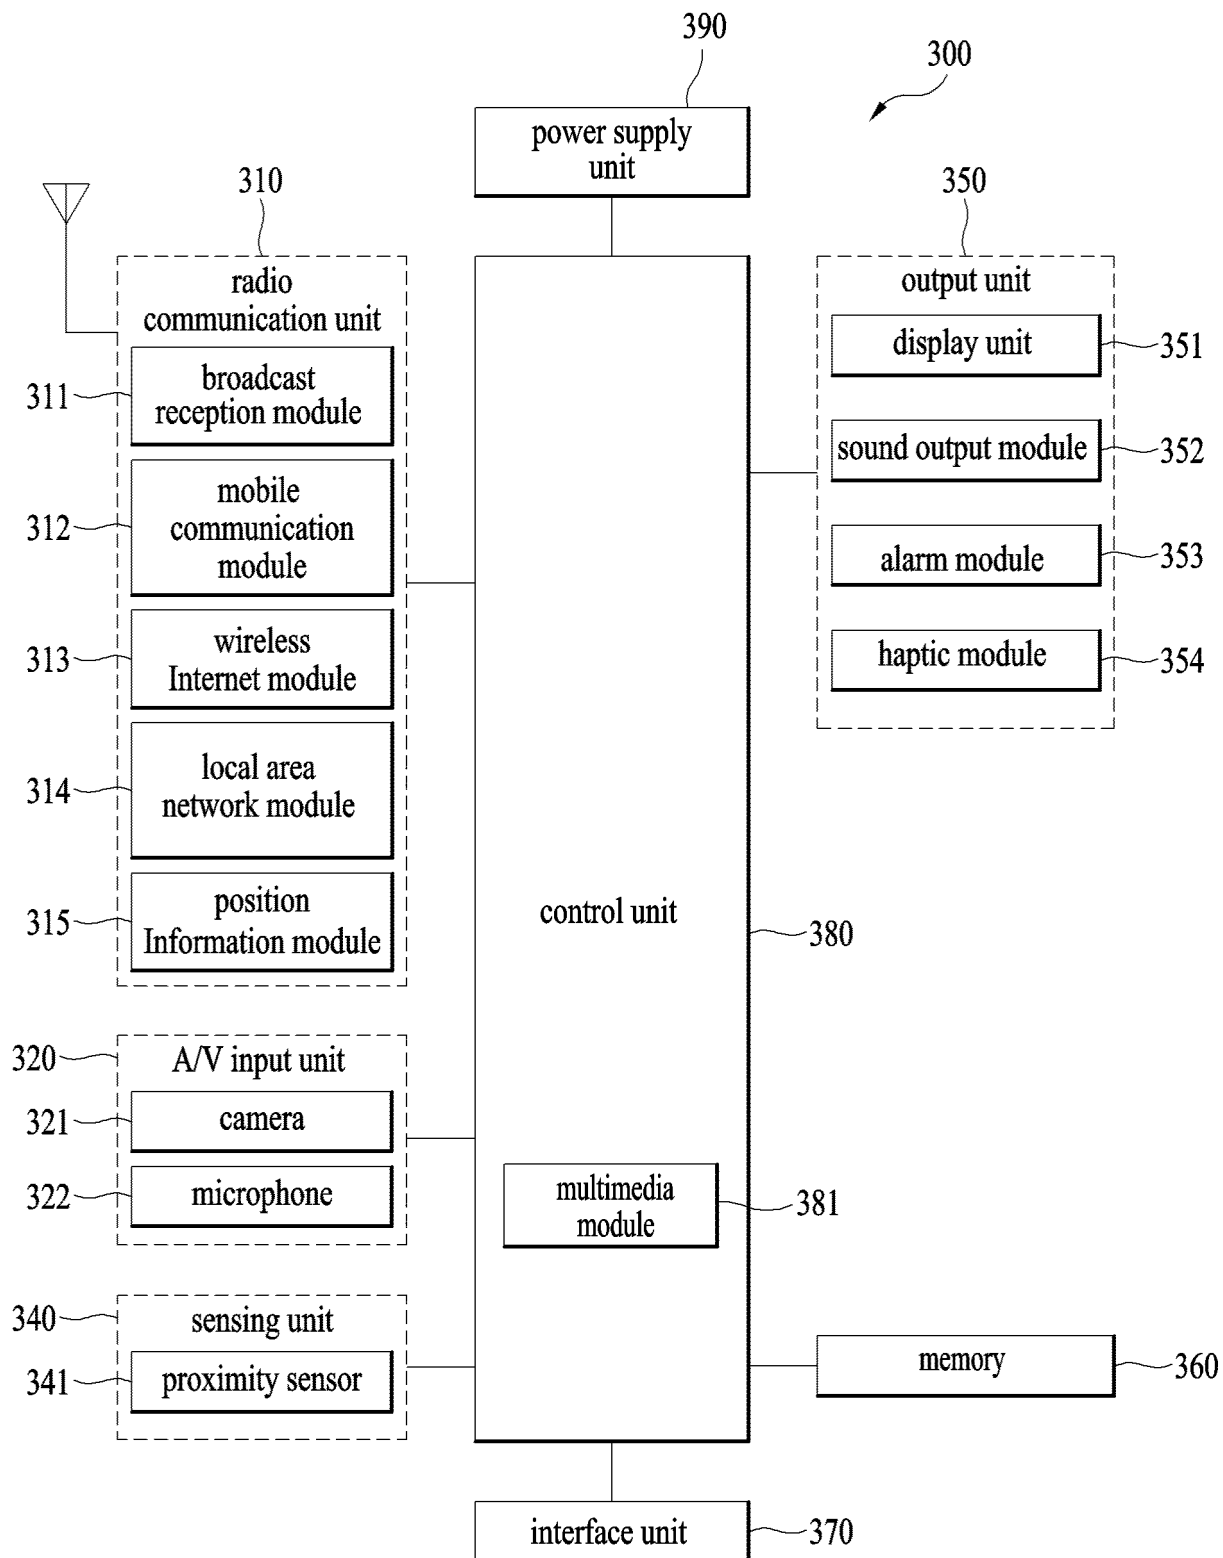 390
300
power supply
unit
310
350
radio
communication unit
311
broadcast
reception module
312
mobile
communication
module
313
wireless
Internet module
314
local area
network module
315
position
Information module
320
A/V input unit
321
camera
322
microphone
340
sensing unit
341
proximity sensor
control unit
380
multimedia
module
381
output unit
display unit
351
sound output module
352
alarm module
353
haptic module
354
memory
360
interface unit
370